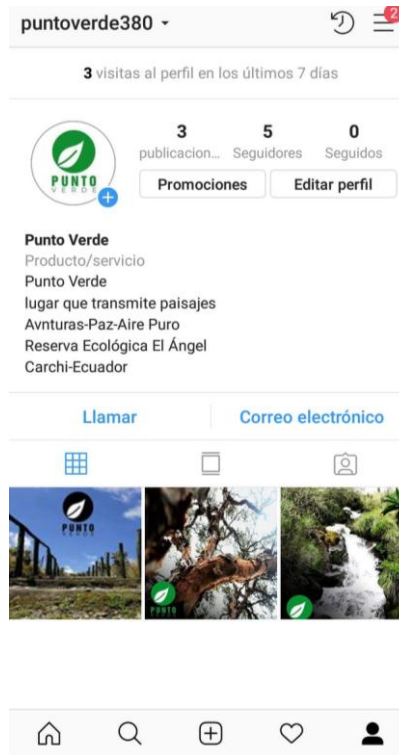 puntoverde380
2
3 visitas al perfil en los últimos 7 días
PUNTO
VERDE
3 5 0
publicacion... Seguidores Seguidos
Promociones Editar perfil
Punto Verde
Producto/servicio
Punto Verde
lugar que transmite paisajes
Avnturas-Paz-Aire Puro
Reserva Ecológica El Ángel
Carchi-Ecuador
Llamar Correo electrónico
PUNTO
VERDE
PUNTO